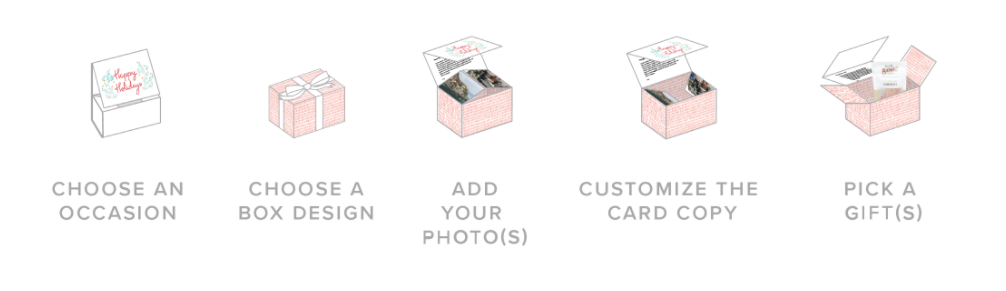 Happy
Holidays
CHOOSE AN
OCCASION
CHOOSE A
BOX DESIGN
ADD
YOUR
PHOTO(S)
CUSTOMIZE THE
CARD COPY
PICK A
GIFT(S)